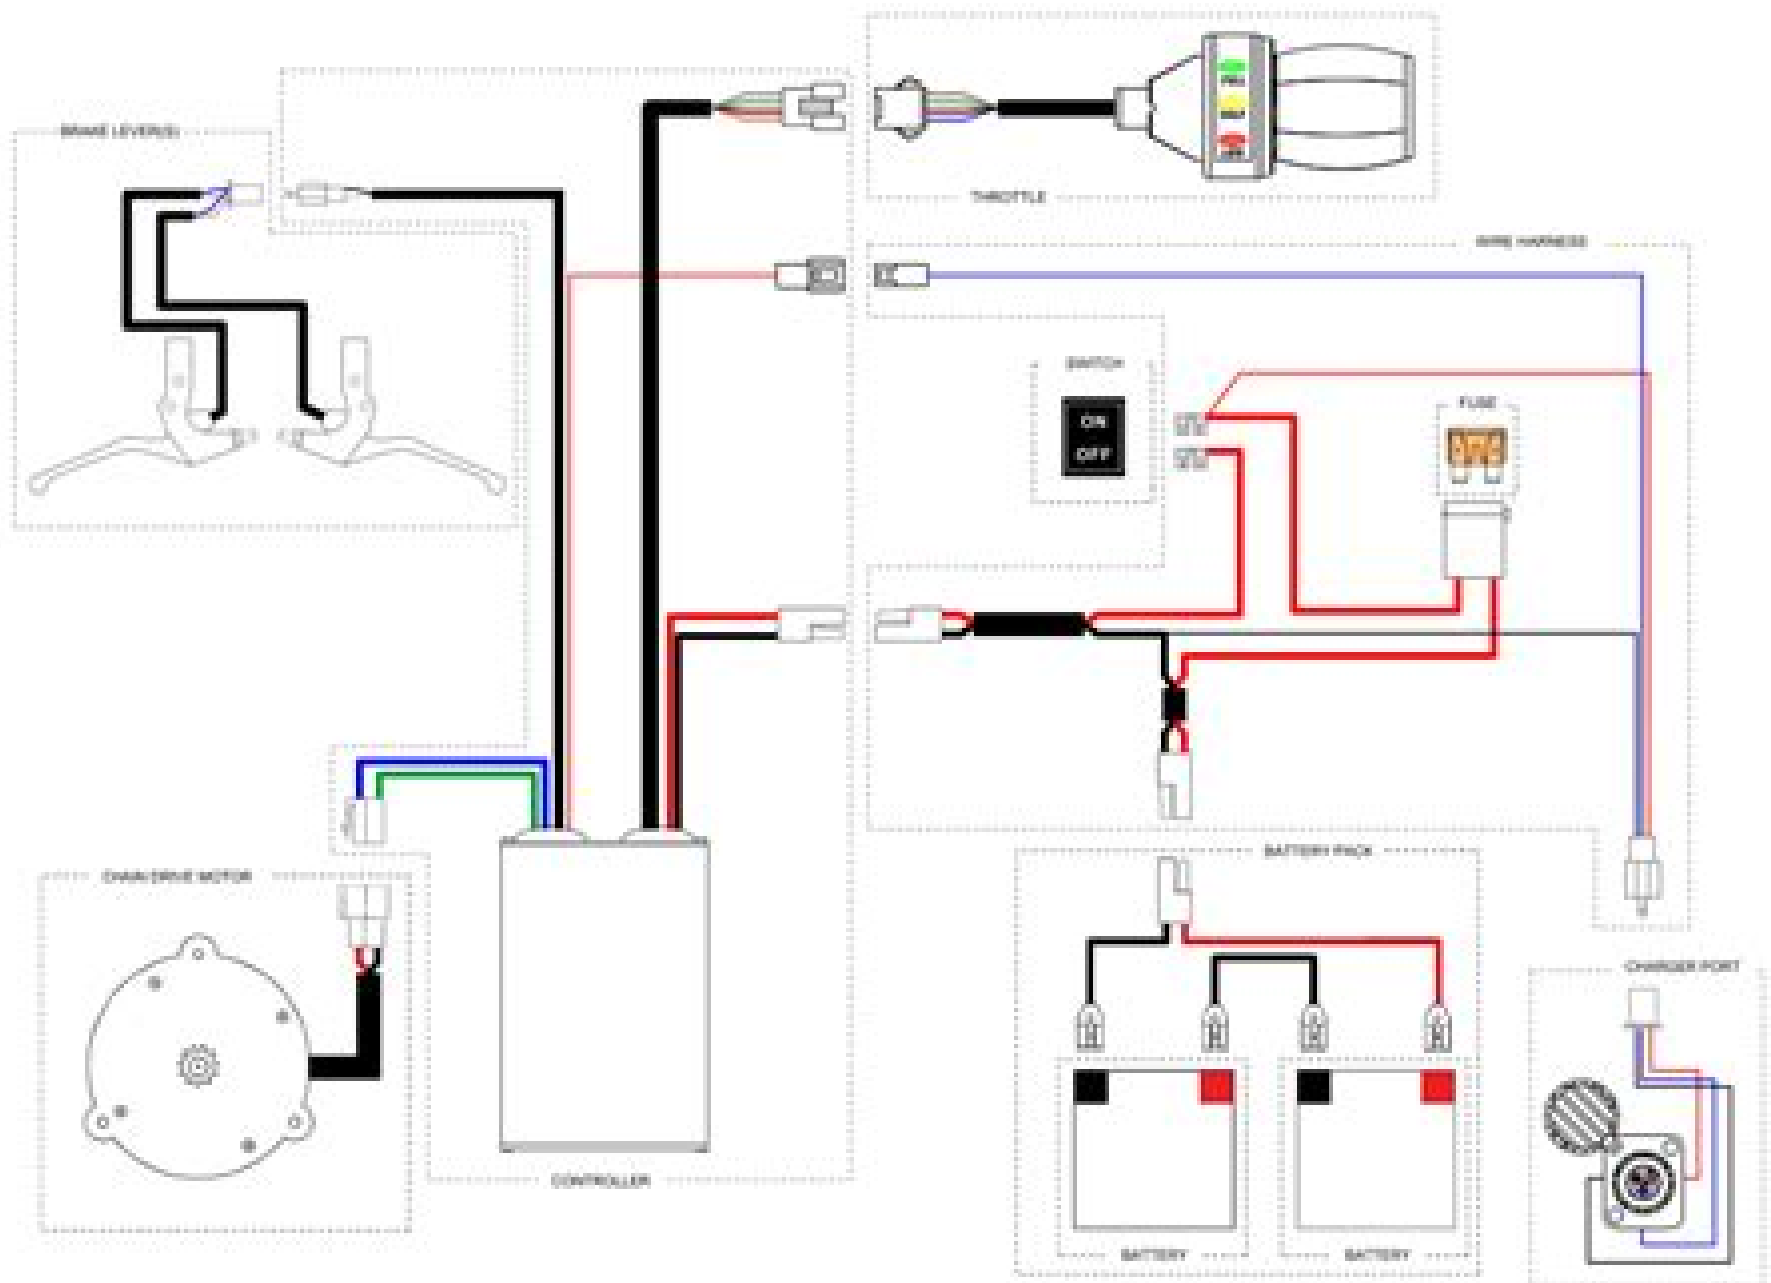 THROTTLE
BRAKE LEVER(S)
WIRE HARNESS
SWITCH
ON
OFF
FUSE
BATTERY PACK
CHAIN DRIVE MOTOR
CHARGER PORT
CONTROLLER
BATTERY
BATTERY